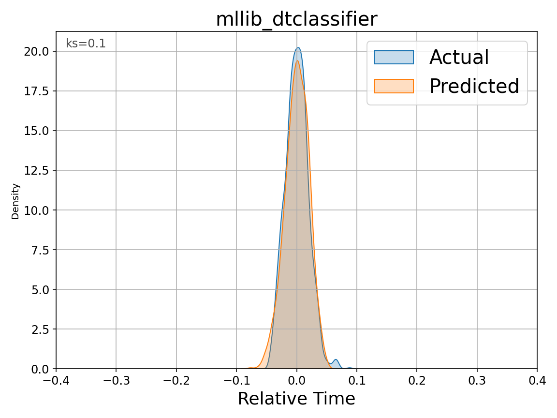 mllib_dtclassifier
ks=0.1
Actual
Predicted
20.0
17.5
15.0
12.5
10.0
7.5
5.0
2.5
0.0
Density
−0.4 −0.3 −0.2 −0.1 0.0 0.1 0.2 0.3 0.4
Relative Time